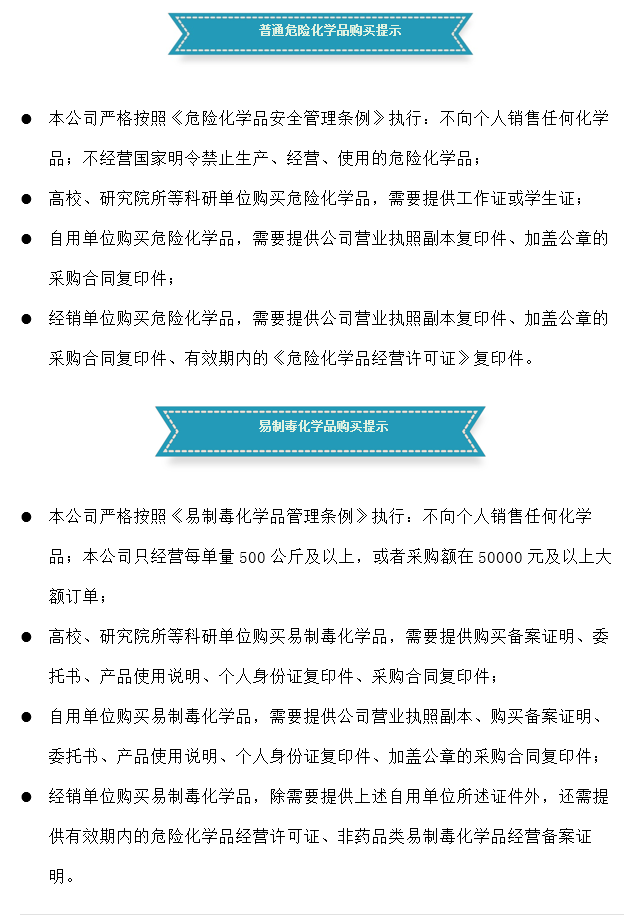 普通危险化学品购买提示
● 本公司严格按照《危险化学品安全管理条例》执行：不向个人销售任何化学
品；不经营国家明令禁止生产、经营、使用的危险化学品；
● 高校、研究院所等科研单位购买危险化学品，需要提供工作证或学生证；
● 自用单位购买危险化学品，需要提供公司营业执照副本复印件、加盖公章的
采购合同复印件；
● 经销单位购买危险化学品，需要提供公司营业执照副本复印件、加盖公章的
采购合同复印件、有效期内的《危险化学品经营许可证》复印件。
易制毒化学品购买提示
● 本公司严格按照《易制毒化学品管理条例》执行：不向个人销售任何化学
品；本公司只经营每单量 500 公斤及以上，或者采购额在 50000 元及以上大
额订单；
● 高校、研究院所等科研单位购买易制毒化学品，需要提供购买备案证明、委
托书、产品使用说明、个人身份证复印件、采购合同复印件；
● 自用单位购买易制毒化学品，需要提供公司营业执照副本、购买备案证明、
委托书、产品使用说明、个人身份证复印件、加盖公章的采购合同复印件；
● 经销单位购买易制毒化学品，除需要提供上述自用单位所述证件外，还需提
供有效期内的危险化学品经营许可证、非药品类易制毒化学品经营备案证
明。